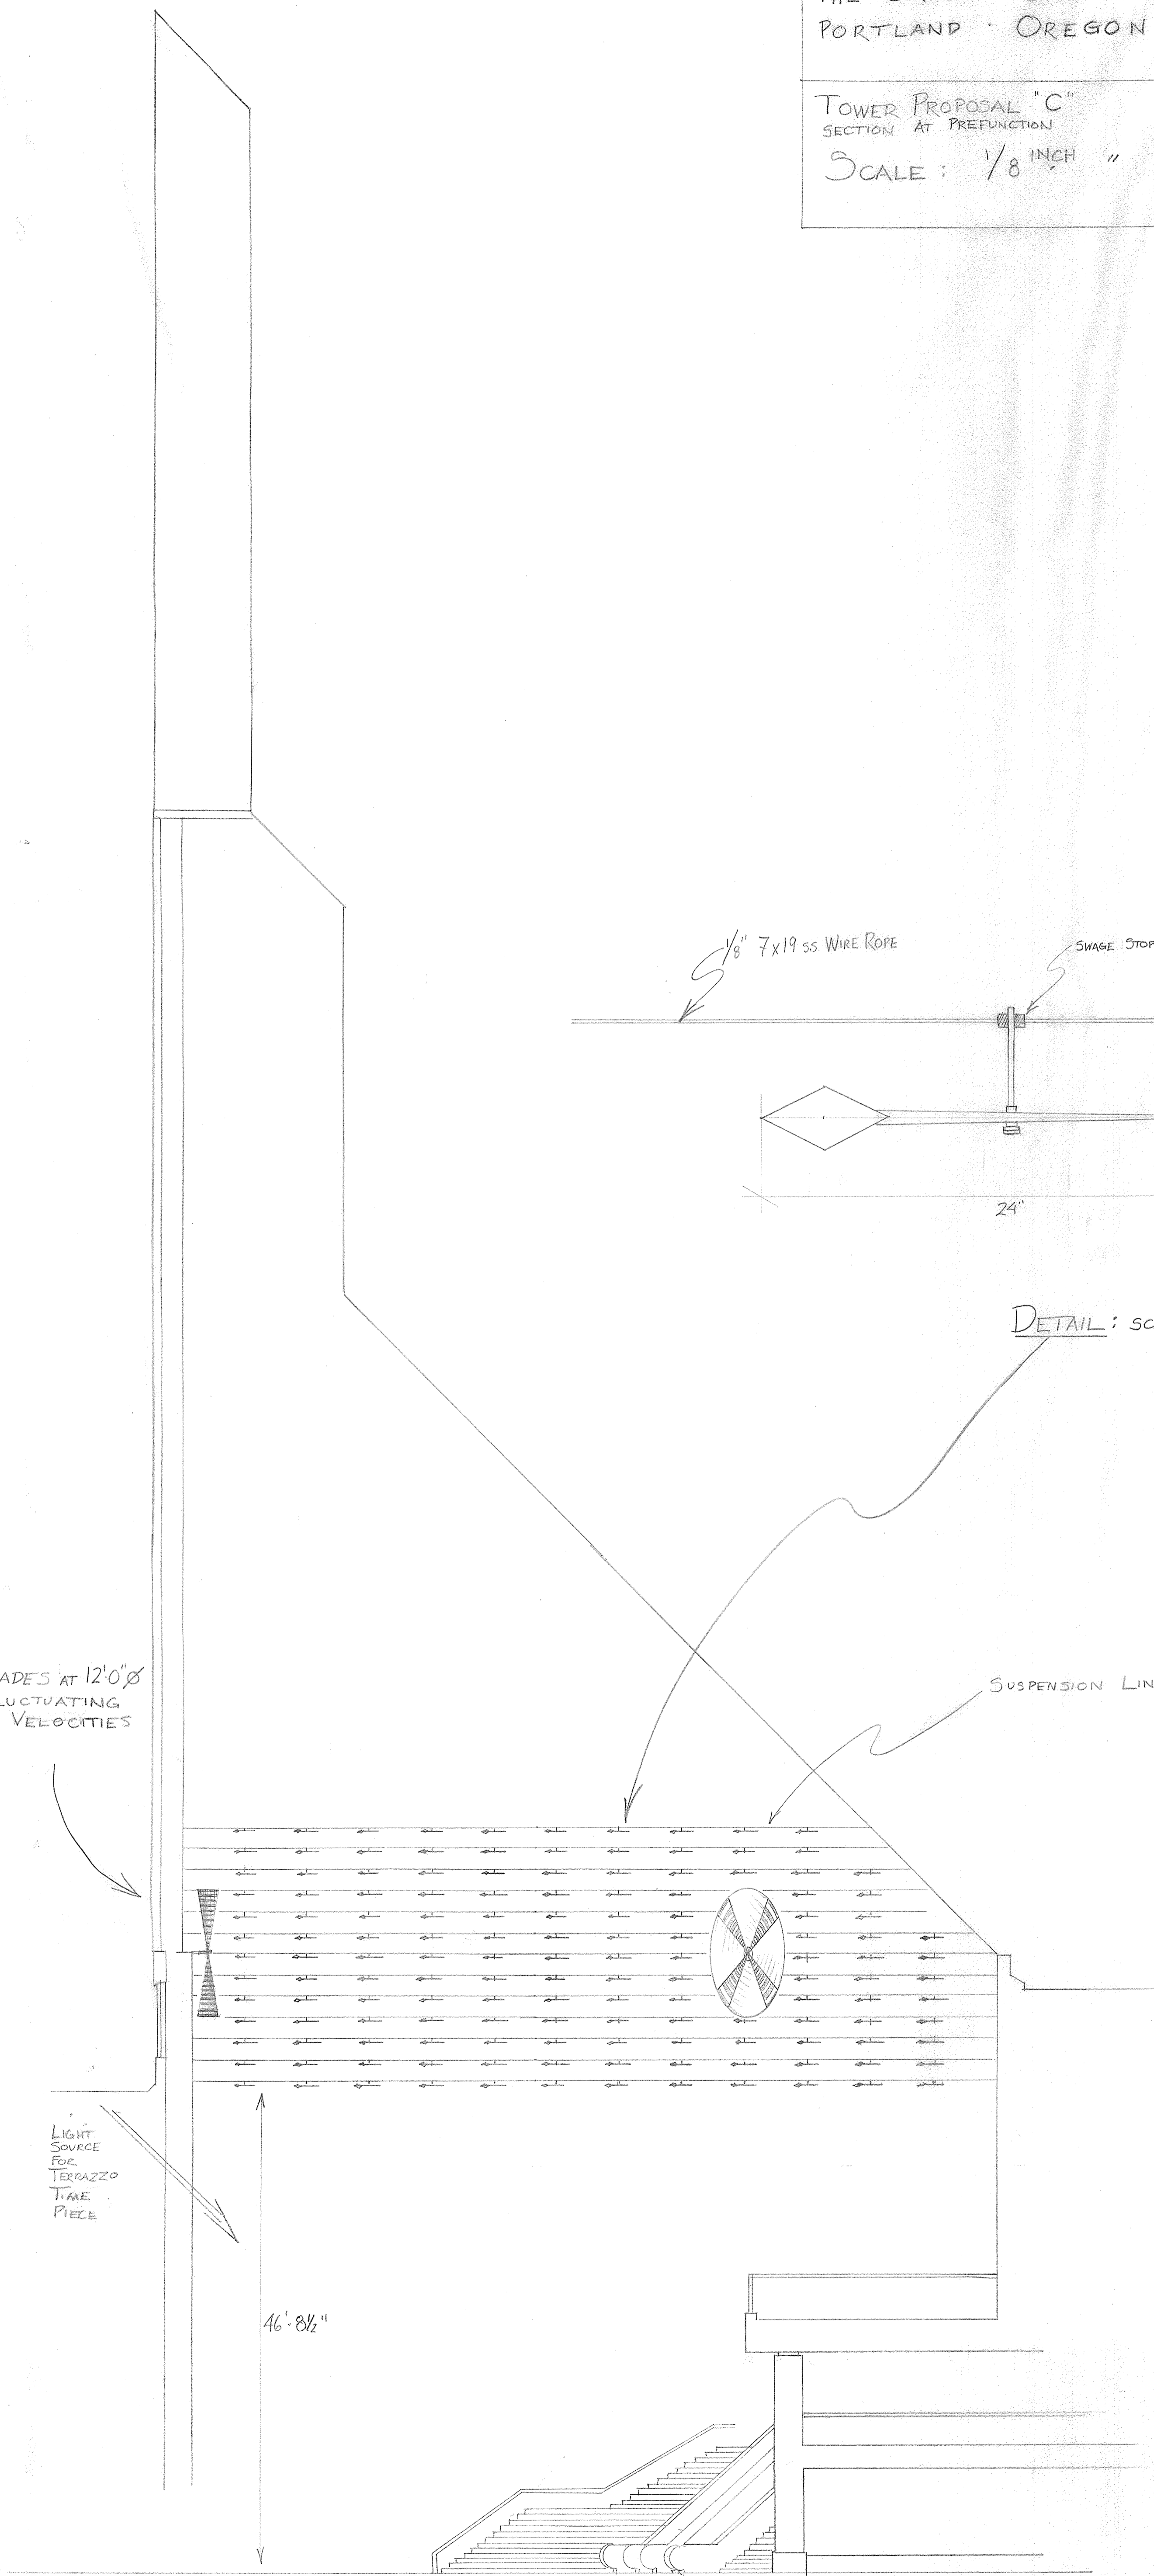 PORTLAND · OREGON
TOWER PROPOSAL "C"
SECTION AT PREFUNCTION
SCALE: 1/8 INCH "
1/8" 7x19 SS. WIRE ROPE
SWAGE STOP
24"
DETAIL: SC
ADES AT 12'0"Ø
LUCTUATING
VELOCITIES
SUSPENSION LIN
LIGHT
SOURCE
FOR
TERRAZZO
TIME
PIECE
46'-8½"